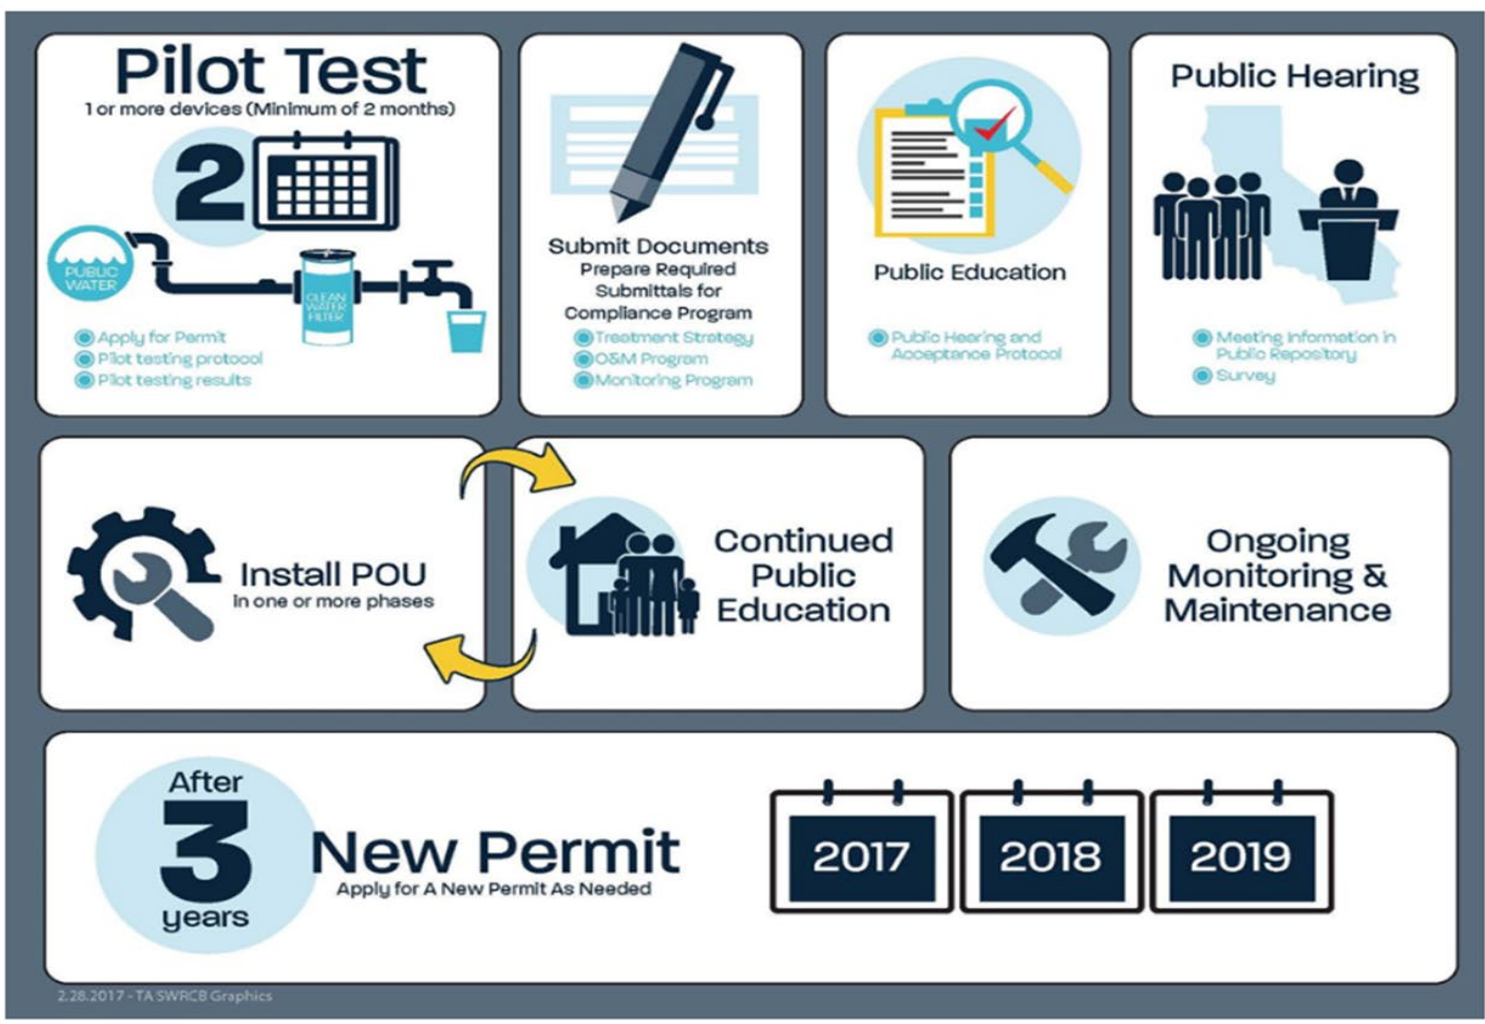 Pilot Test
1 or more devices (Minimum of 2 months)
2
PUBLIC
WATER
CLEAN
WATER
FILTER
Apply for Permit
Pilot testing protocol
Pilot testing results
Submit Documents
Prepare Required
Submittals for
Compliance Program
Treatment Strategy
O&M Program
Monitoring Program
Public Education
Public Hearing and
Acceptance Protocol
Public Hearing
Meeting Information in
Public Repository
Survey
Install POU
in one or more phases
Continued
Public
Education
Ongoing
Monitoring &
Maintenance
After
3
years
New Permit
Apply for A New Permit As Needed
2017
2018
2019
2.28.2017 - TA SWRCB Graphics